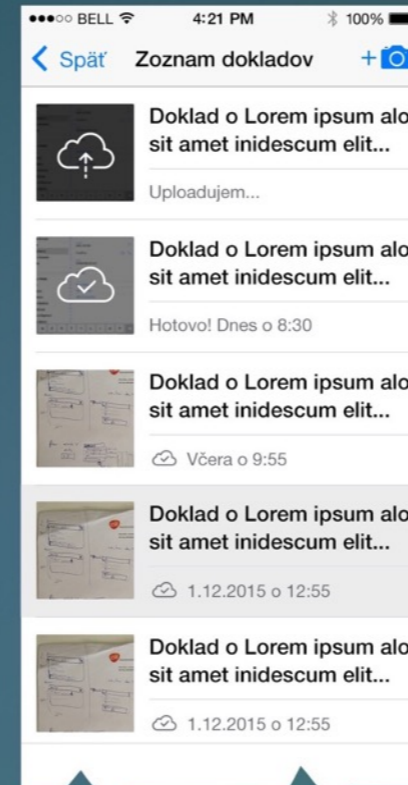 BELL 4:21 PM 100%
Späť Zoznam dokladov +
Doklad o Lorem ipsum alo
sit amet inidescum elit...
Uploadujem...
Doklad o Lorem ipsum alo
sit amet inidescum elit...
Hotovo! Dnes o 8:30
Doklad o Lorem ipsum alo
sit amet inidescum elit...
Včera o 9:55
Doklad o Lorem ipsum alo
sit amet inidescum elit...
1.12.2015 o 12:55
Doklad o Lorem ipsum alo
sit amet inidescum elit...
1.12.2015 o 12:55